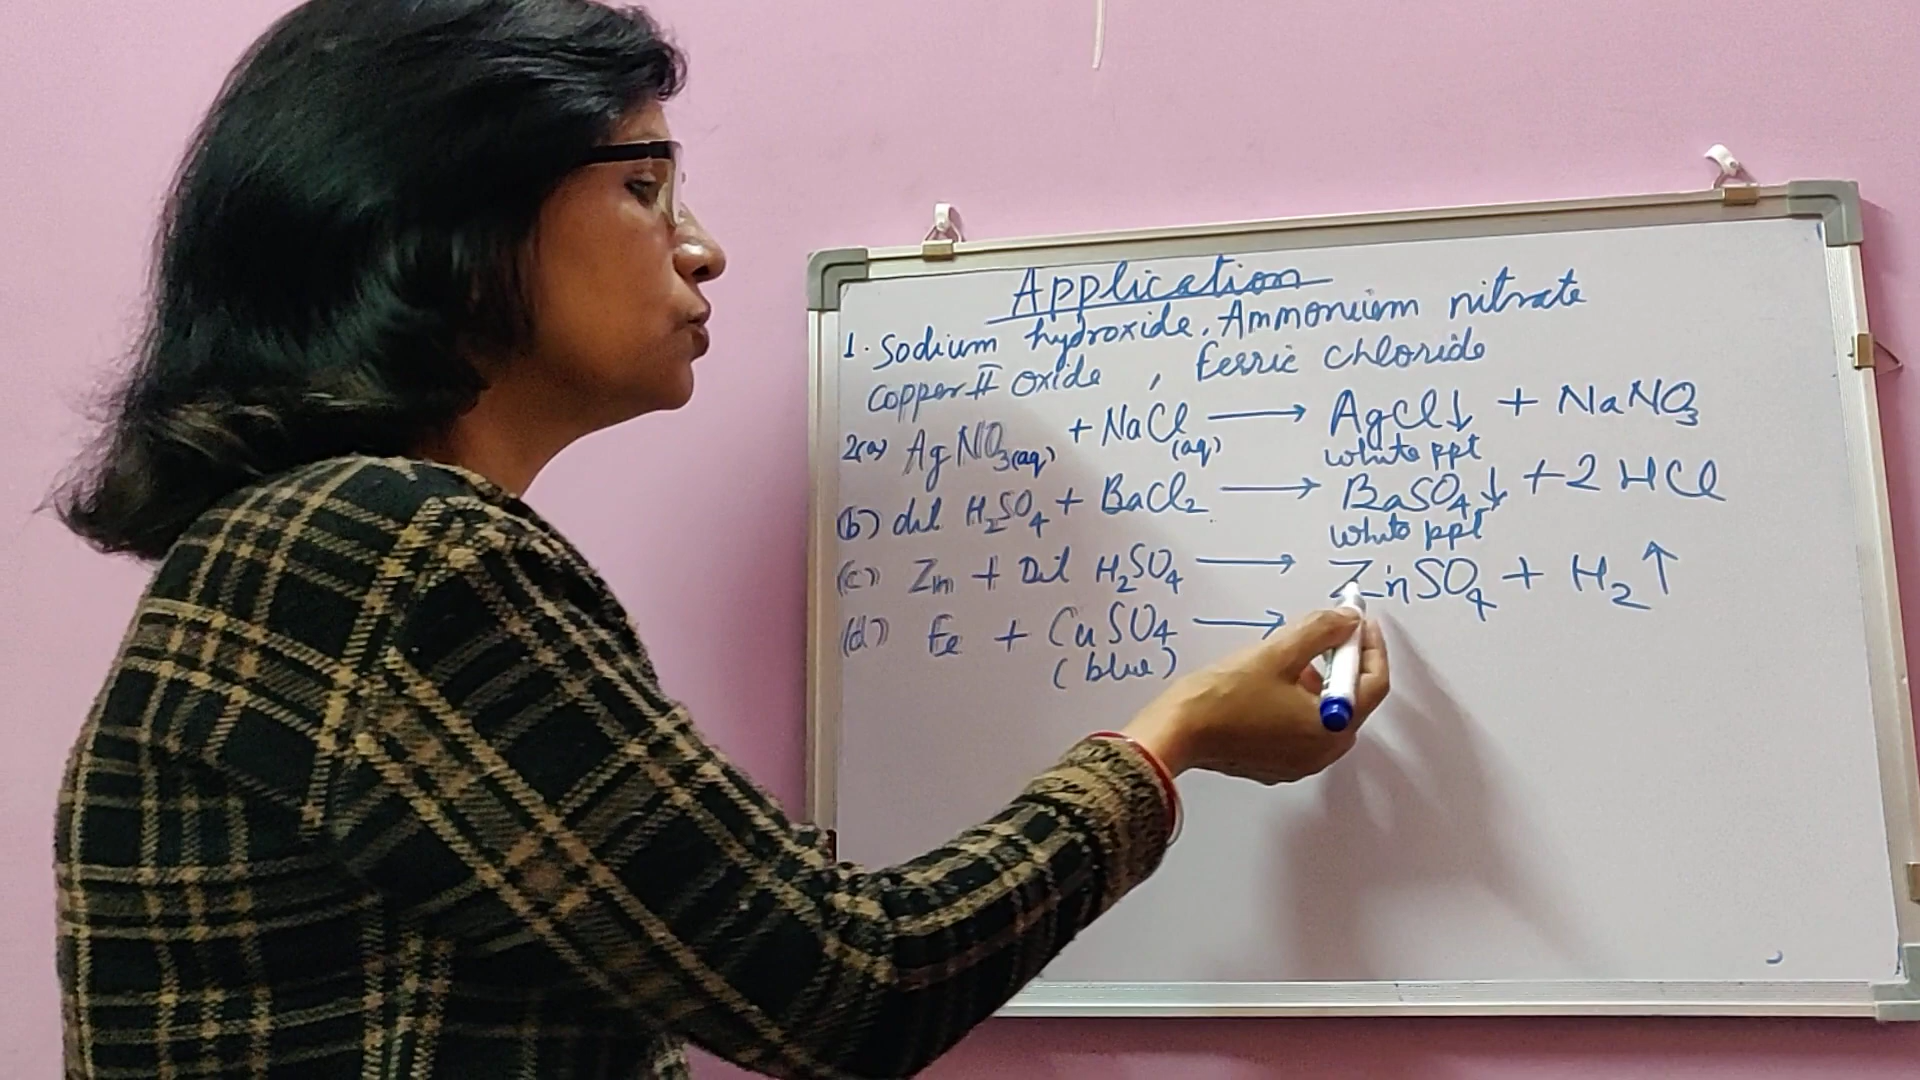 Application
1. Sodium hydroxide, Ammonium nitrate
Copper II oxide, Ferric chloride
2(a) AgNO₃(aq) + NaCl(aq) → AgCl↓ + NaNO₃
white ppt
(b) dil H₂SO₄ + BaCl₂ → BaSO₄↓ + 2HCl
white ppt
(c) Zn + Dil H₂SO₄ → ZnSO₄ + H₂↑
(d) Fe + CuSO₄ →
(blue)